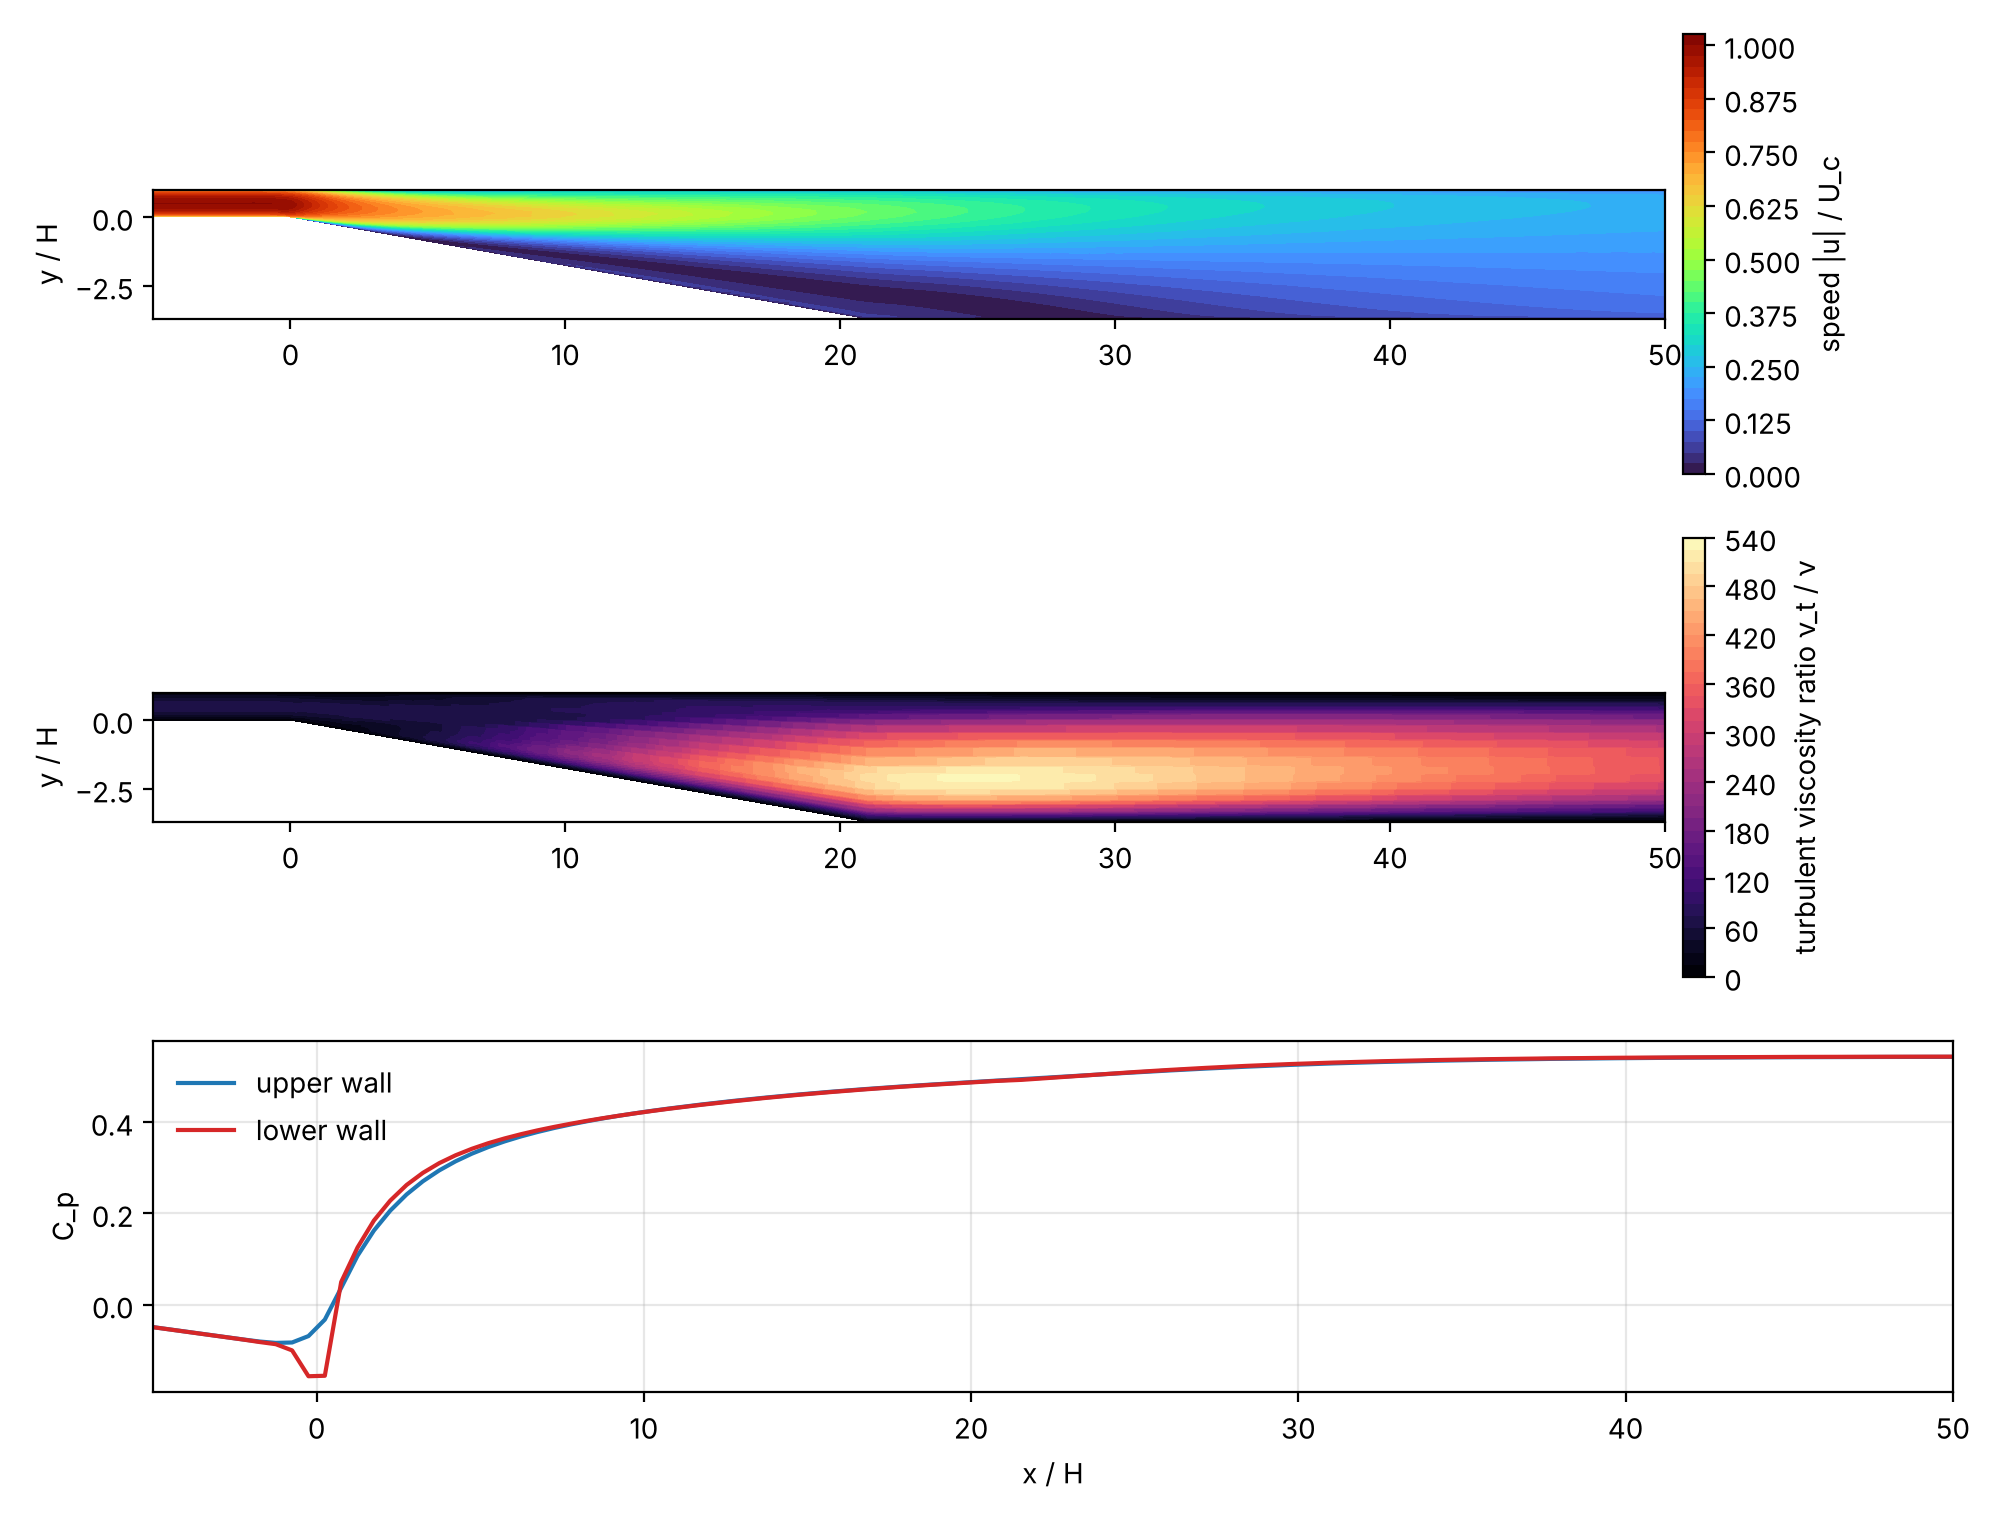 1.000
0.875
0.750
0.625
0.500
0.375
0.250
0.125
0.000
speed |u| / U_c
y / H
0.0
−2.5
0 10 20 30 40 50
540
480
420
360
300
240
180
120
60
0
turbulent viscosity ratio ν_t / ν
y / H
0.0
−2.5
0 10 20 30 40 50
upper wall
lower wall
C_p
0.4
0.2
0.0
0 10 20 30 40 50
x / H